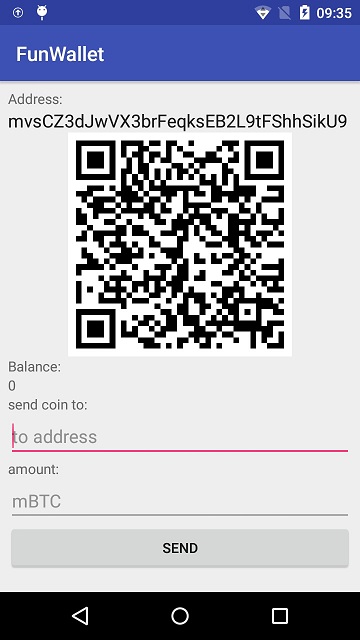 09:35
FunWallet
Address:
mvsCZ3dJwVX3brFeqksEB2L9tFShhSikU9
Balance:
0
send coin to:
to address
amount:
mBTC
SEND